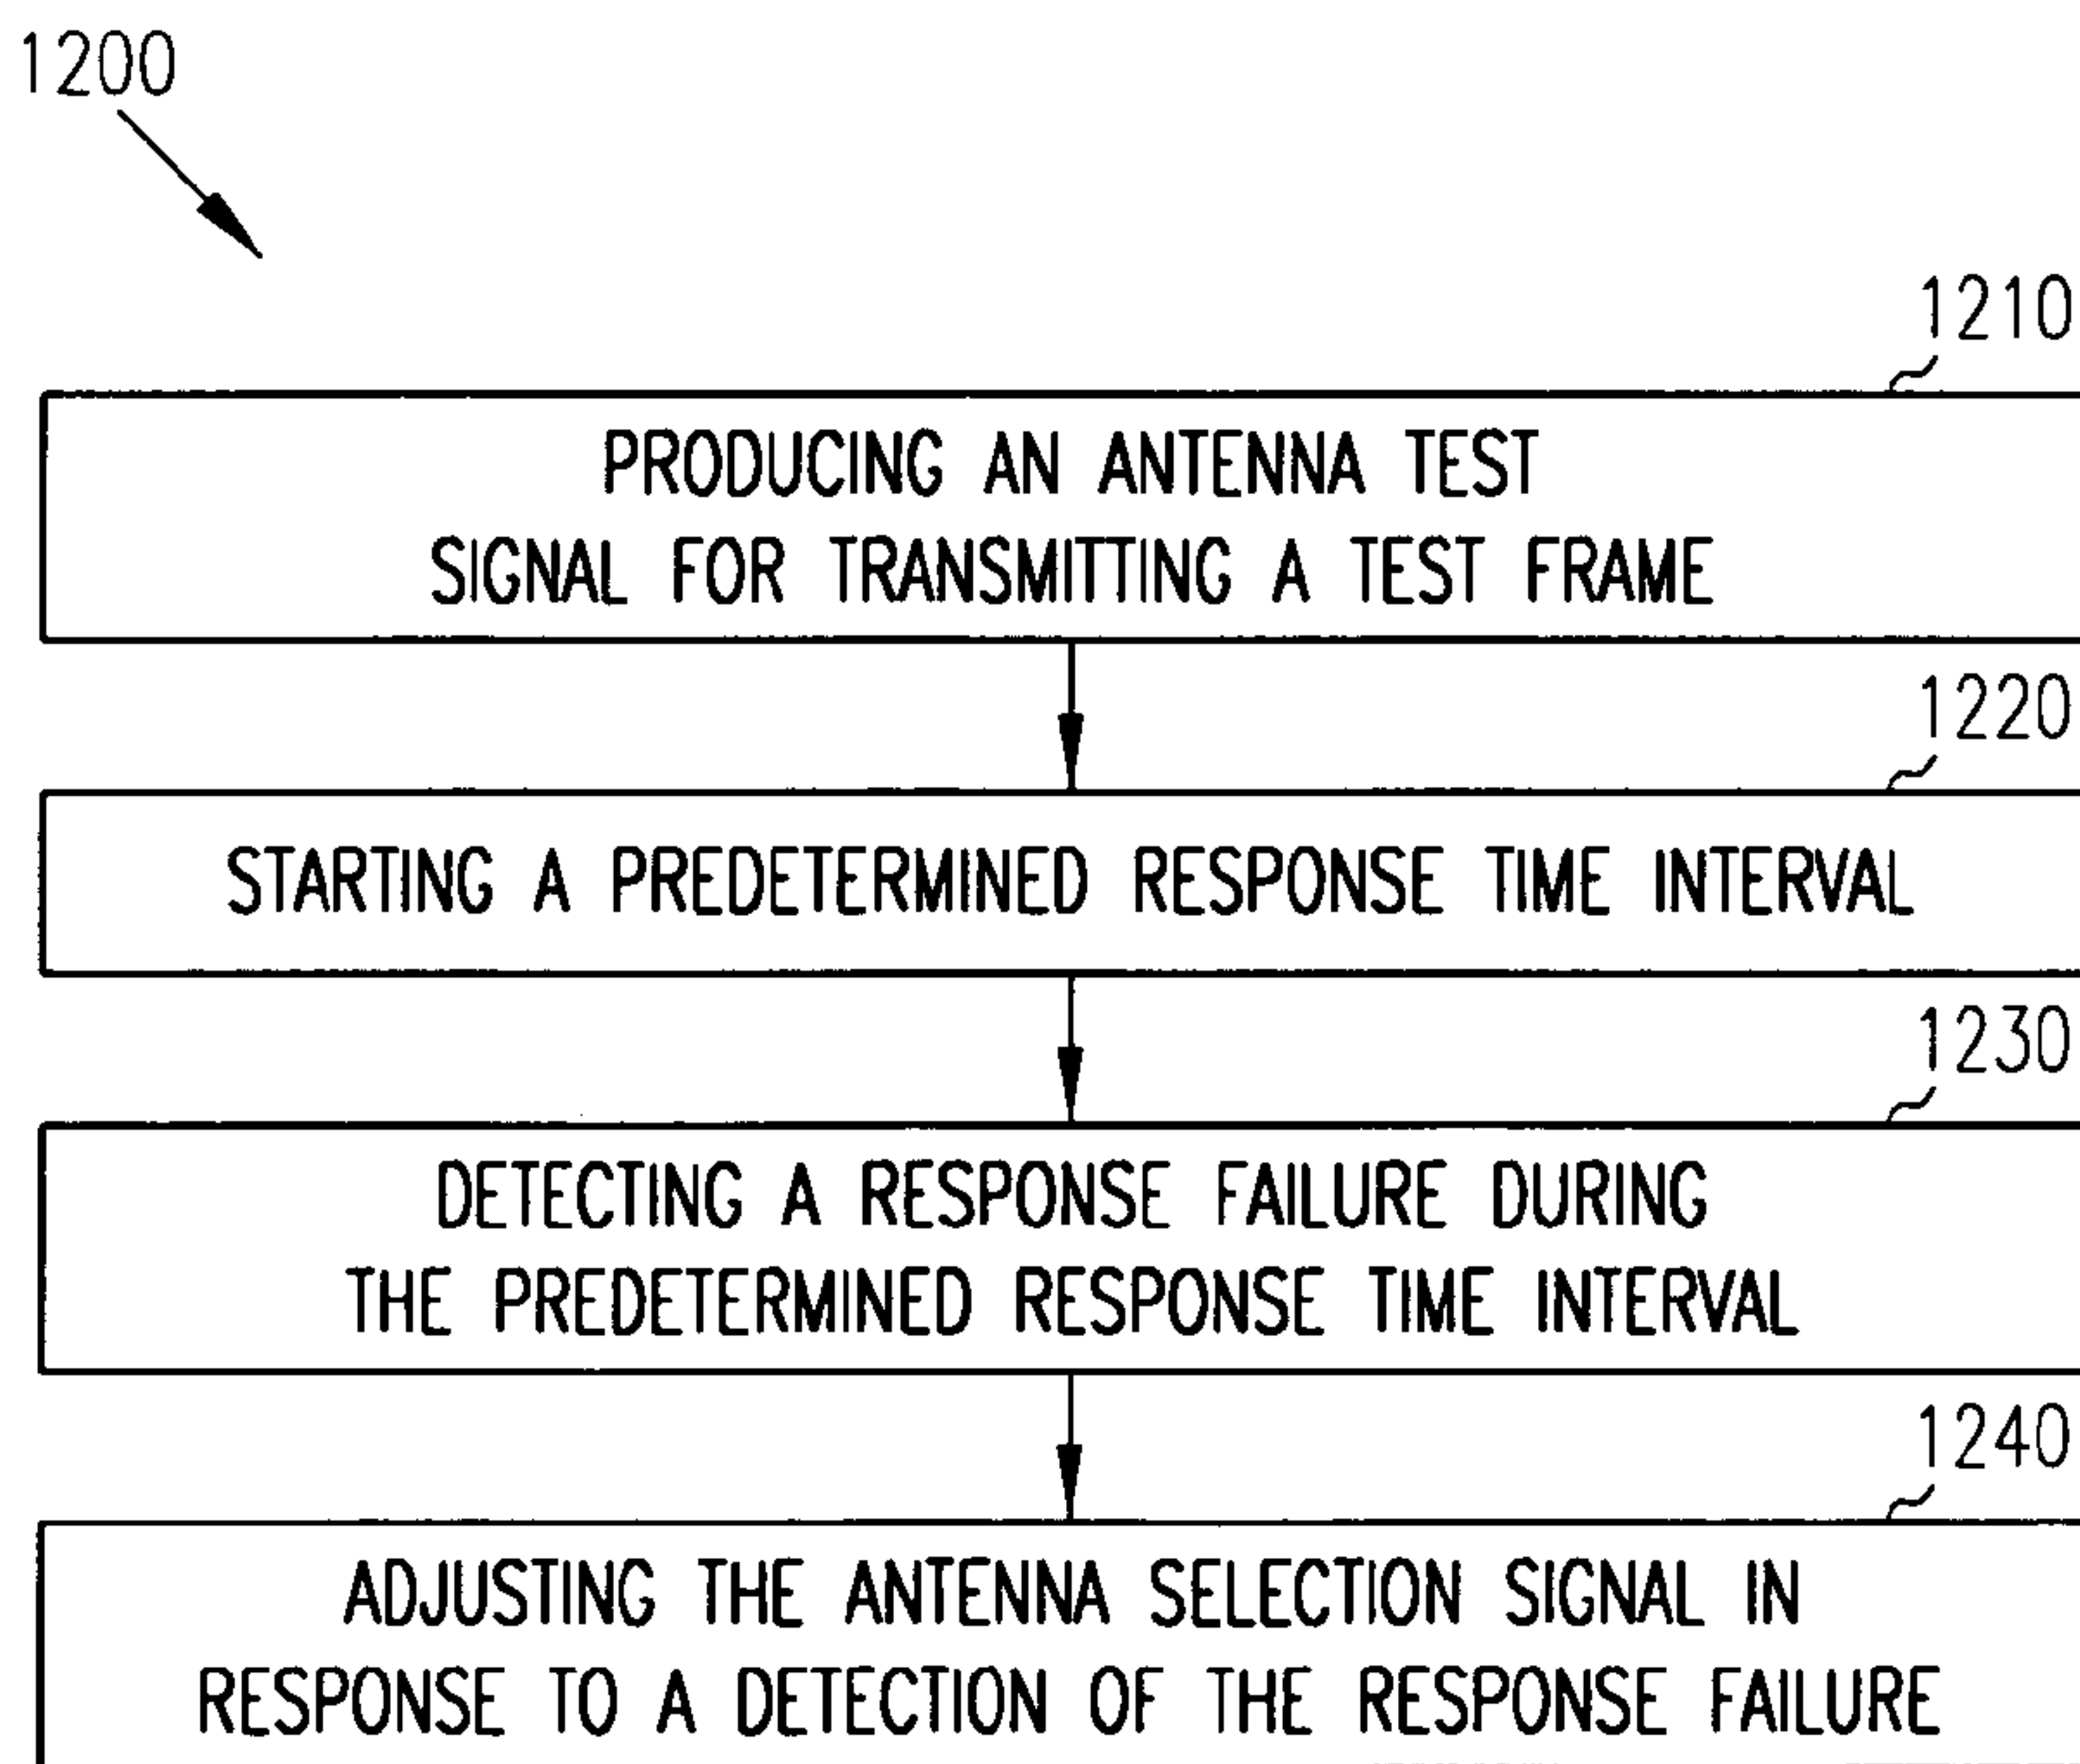 1200
1210
PRODUCING AN ANTENNA TEST
SIGNAL FOR TRANSMITTING A TEST FRAME
1220
STARTING A PREDETERMINED RESPONSE TIME INTERVAL
1230
DETECTING A RESPONSE FAILURE DURING
THE PREDETERMINED RESPONSE TIME INTERVAL
1240
ADJUSTING THE ANTENNA SELECTION SIGNAL IN
RESPONSE TO A DETECTION OF THE RESPONSE FAILURE